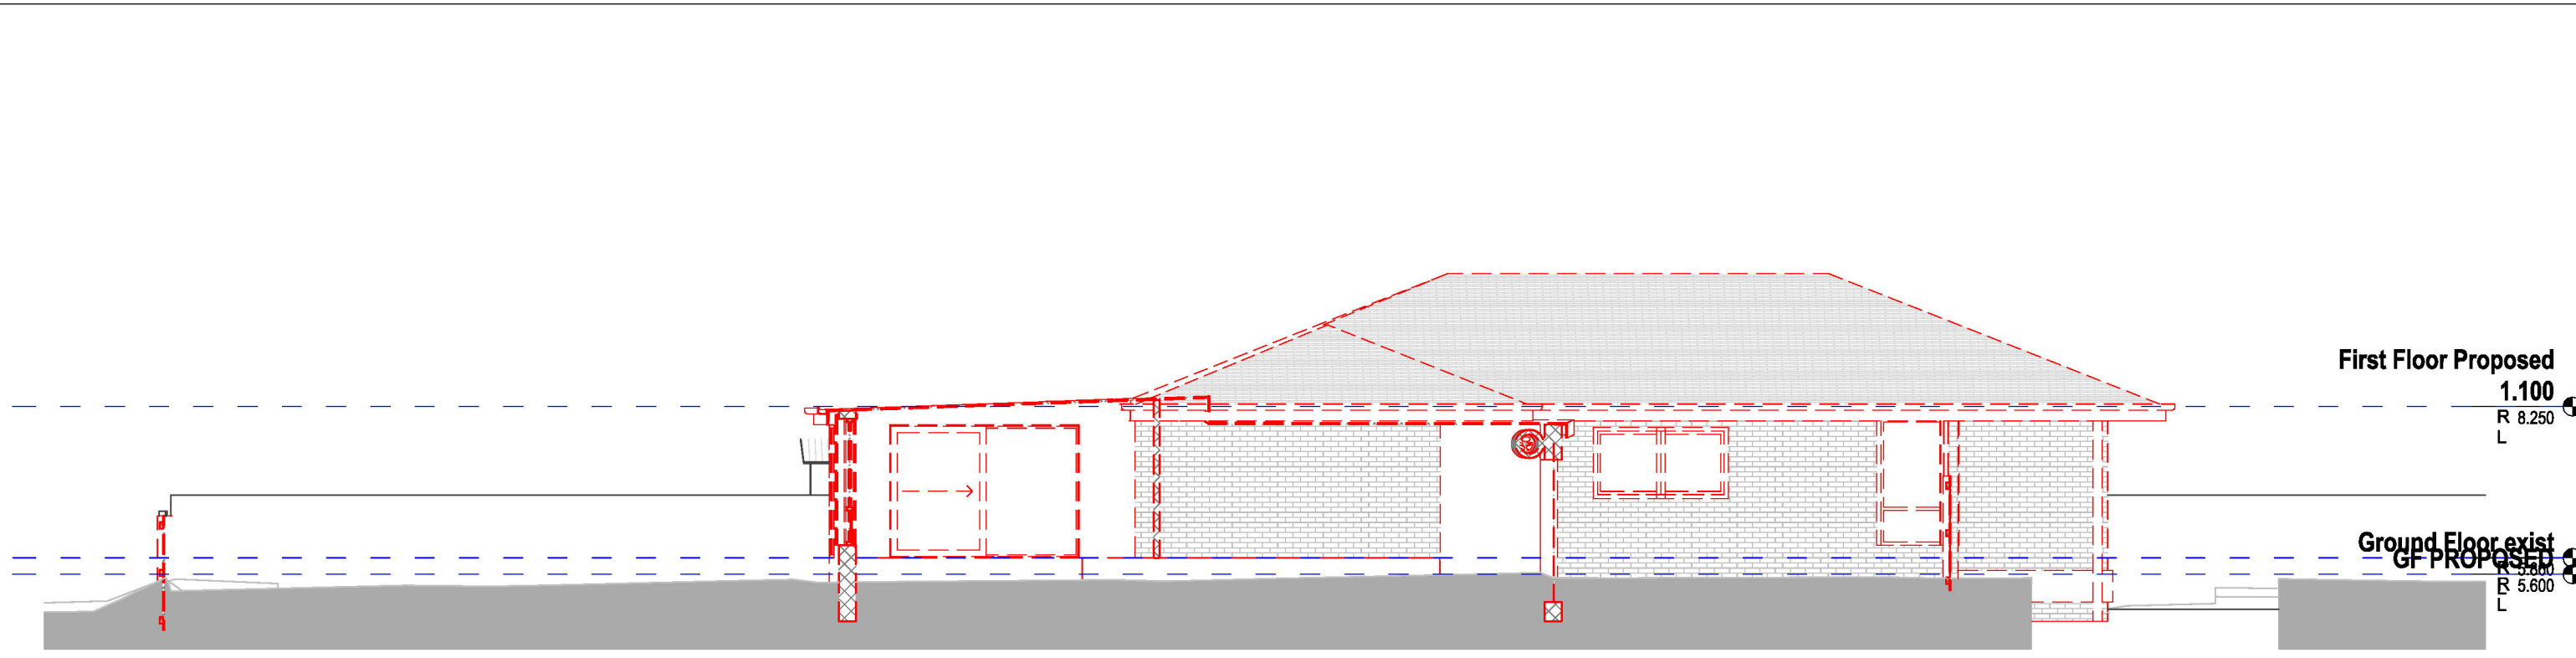 First Floor Proposed
1.100
R 8.250
L
Ground Floor exist
GF PROPOSED
R
R 5.600
L